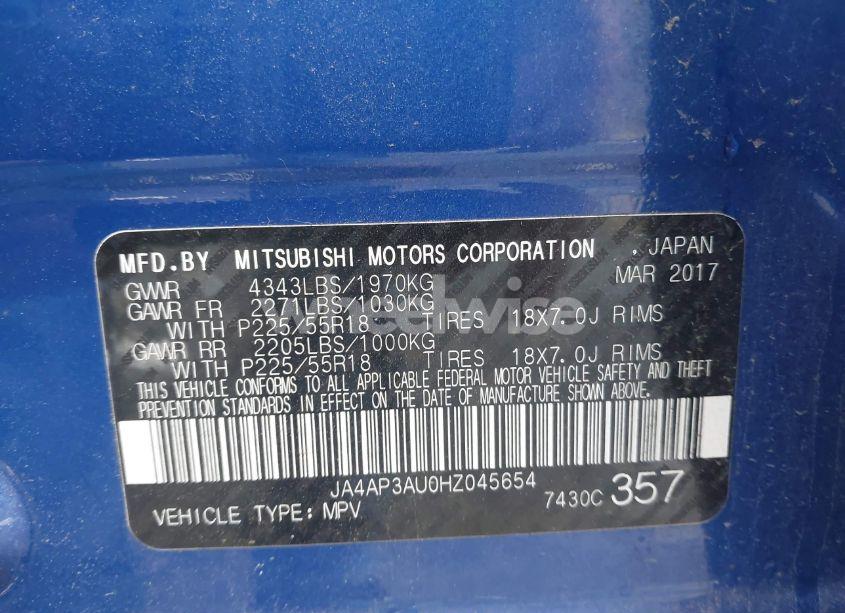 MFD.BY MITSUBISHI MOTORS CORPORATION , JAPAN
MAR 2017
GVWR 4343LBS/1970KG
GAWR FR 2271LBS/1030KG
WITH P225/55R18 TIRES 18X7.0J RIMS
GAWR RR 2205LBS/1000KG
WITH P225/55R18 TIRES 18X7.0J RIMS
THIS VEHICLE CONFORMS TO ALL APPLICABLE FEDERAL MOTOR VEHICLE SAFETY AND THEFT
PREVENTION STANDARDS IN EFFECT ON THE DATE OF MANUFACTURE SHOWN ABOVE.
JA4AP3AU0HZ045654
VEHICLE TYPE: MPV 7430C 357